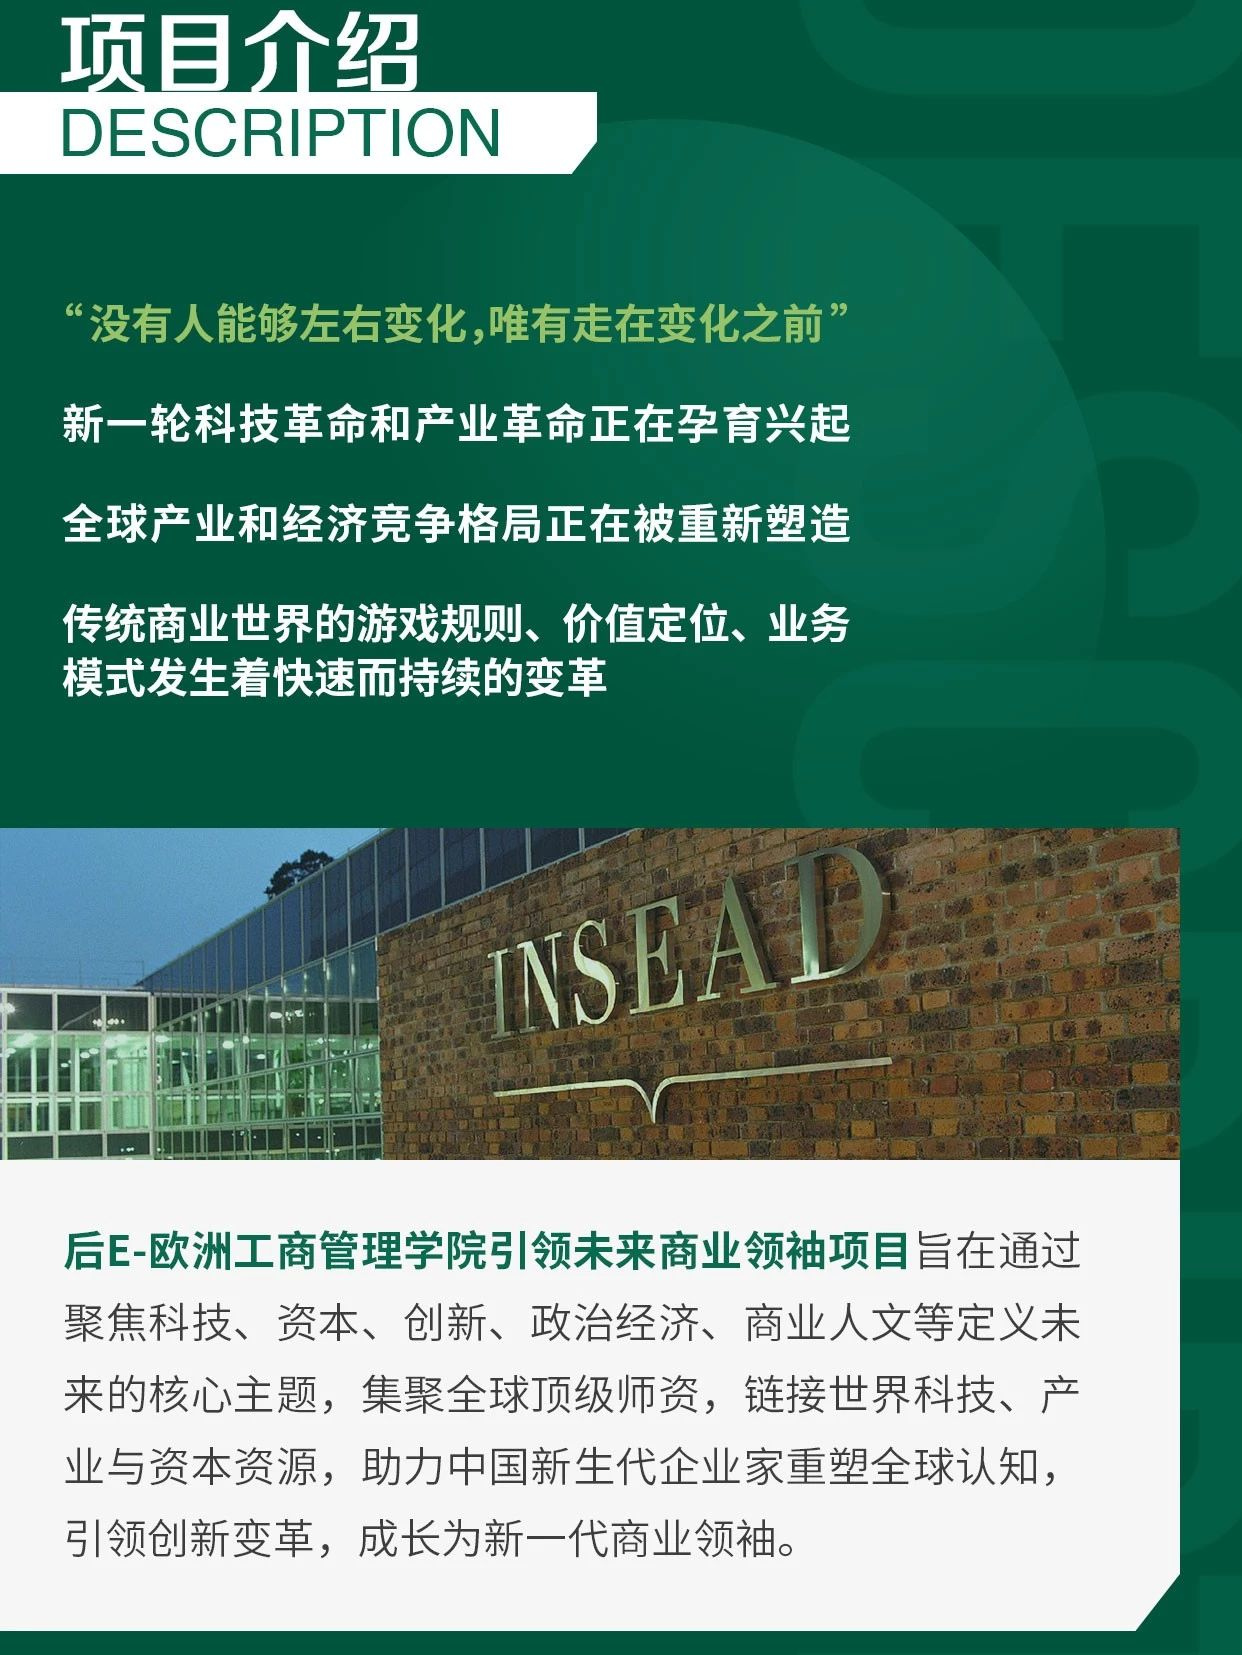 项目介绍
DESCRIPTION
“没有人能够左右变化,唯有走在变化之前”
新一轮科技革命和产业革命正在孕育兴起
全球产业和经济竞争格局正在被重新塑造
传统商业世界的游戏规则、价值定位、业务
模式发生着快速而持续的变革
INSEAD
后E-欧洲工商管理学院引领未来商业领袖项目旨在通过
聚焦科技、资本、创新、政治经济、商业人文等定义未
来的核心主题，集聚全球顶级师资，链接世界科技、产
业与资本资源，助力中国新生代企业家重塑全球认知，
引领创新变革，成长为新一代商业领袖。